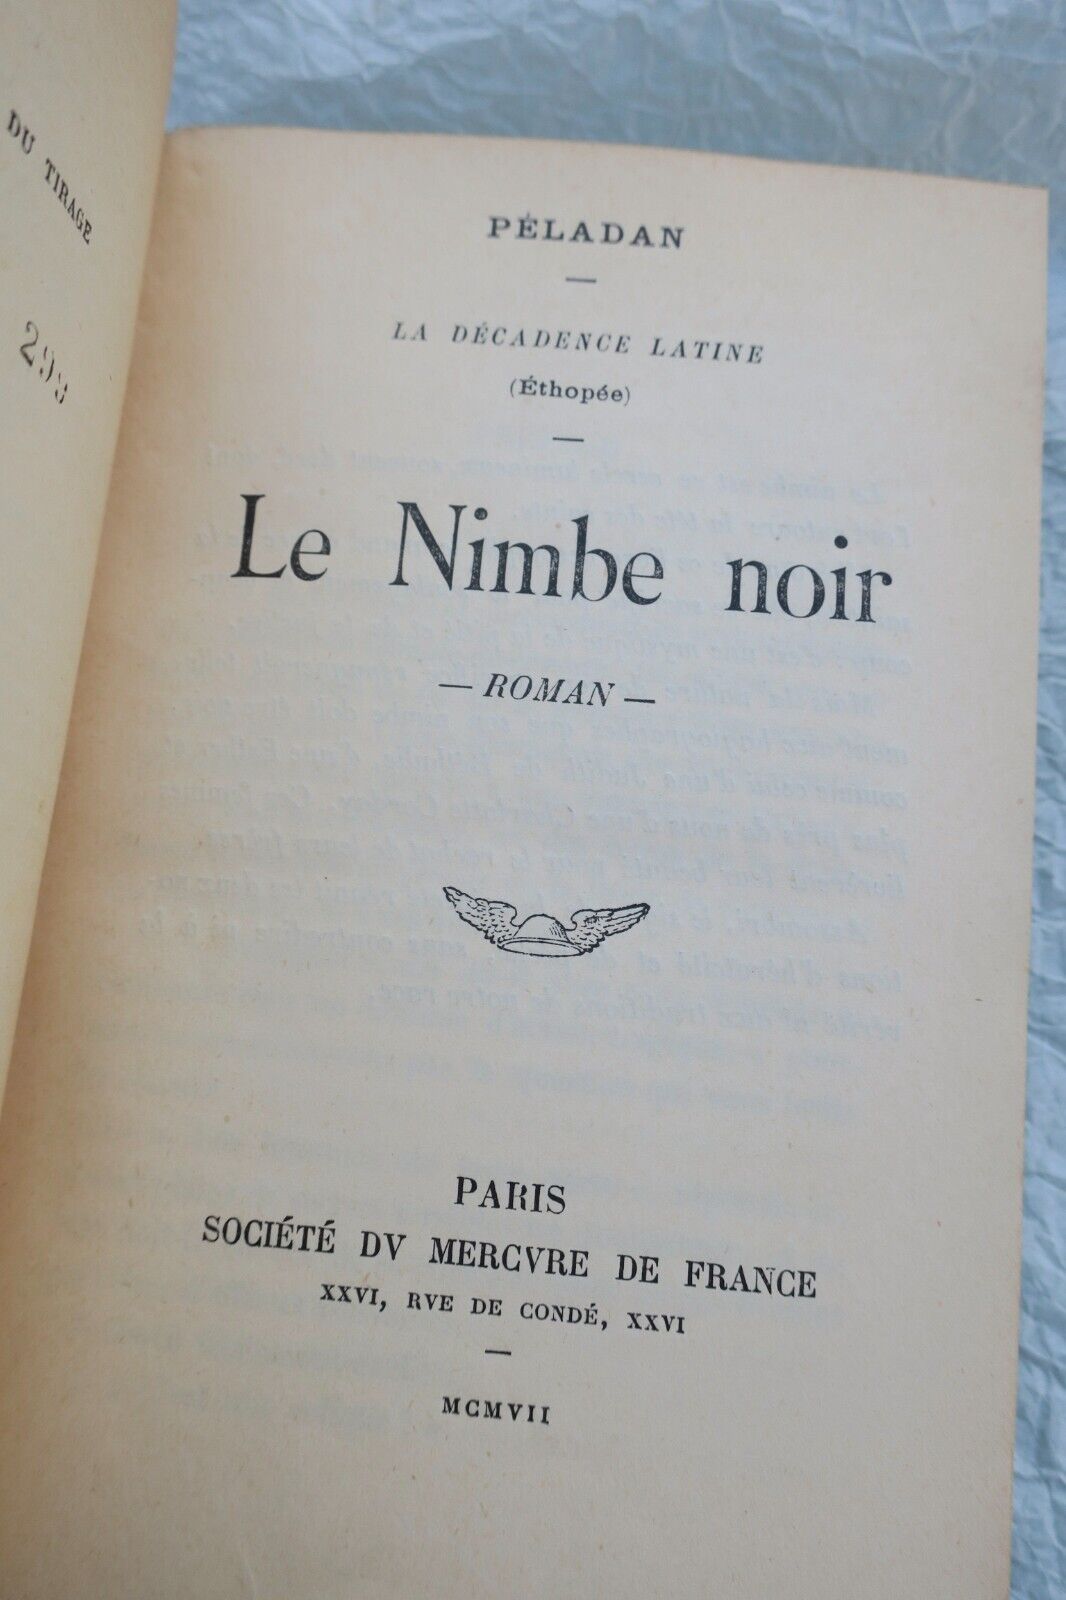 DU TIRAGE
299
PÉLADAN
—
LA DÉCADENCE LATINE
(Éthopée)
—
Le Nimbe noir
— ROMAN —
PARIS
SOCIÉTÉ DV MERCVRE DE FRANCE
XXVI, RVE DE CONDÉ, XXVI
—
MCMVII